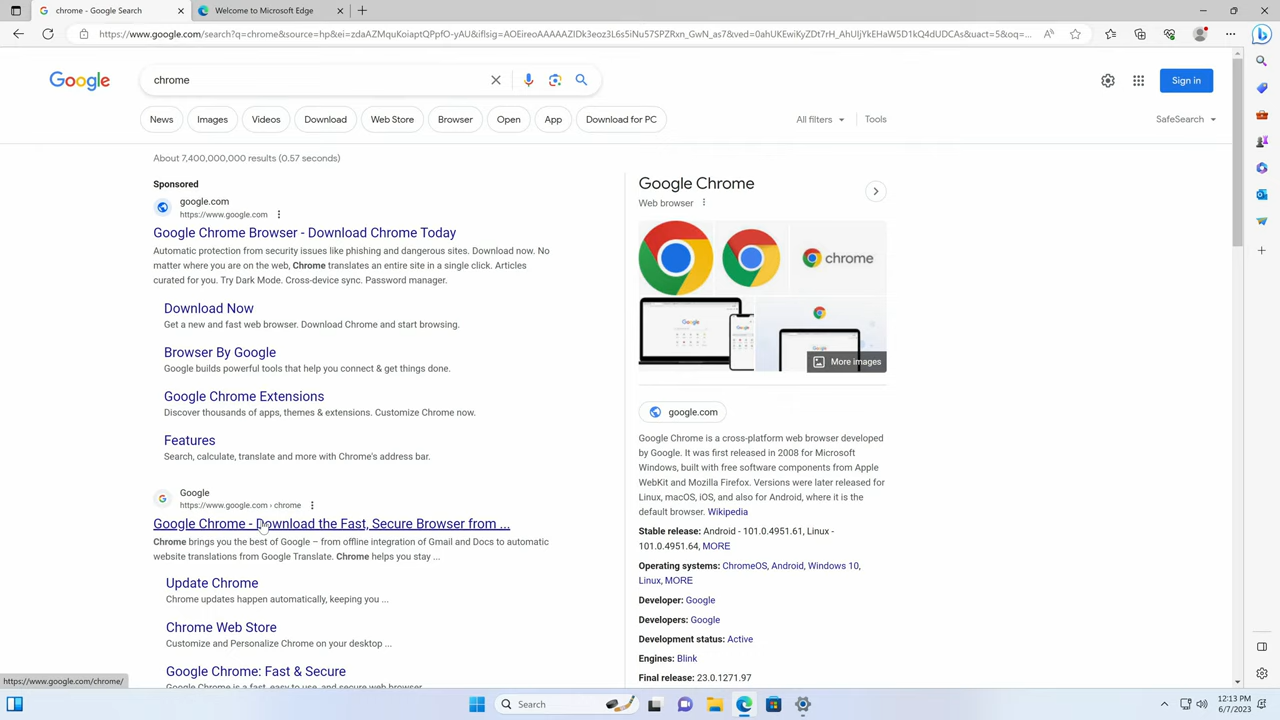 chrome - Google Search
Welcome to Microsoft Edge
https://www.google.com/search?q=chrome&source=hp&ei=zdaAZMquKoiaptQPpfO-yAU&iflsig=AOEireoAAAAAZIDk3eoz3L6s5iNu57SPZRxn_GwN_as7&ved=0ahUKEwiKyZDt7rH_AhUIjYkEHaW5D1kQ4dUDCAs&uact=5&oq=...
Google
chrome
Sign in
News
Images
Videos
Download
Web Store
Browser
Open
App
Download for PC
All filters
Tools
SafeSearch
About 7,400,000,000 results (0.57 seconds)
Sponsored
google.com
https://www.google.com
Google Chrome Browser - Download Chrome Today
Automatic protection from security issues like phishing and dangerous sites. Download now. No
matter where you are on the web, Chrome translates an entire site in a single click. Articles
curated for you. Try Dark Mode. Cross-device sync. Password manager.
Download Now
Get a new and fast web browser. Download Chrome and start browsing.
Browser By Google
Google builds powerful tools that help you connect & get things done.
Google Chrome Extensions
Discover thousands of apps, themes & extensions. Customize Chrome now.
Features
Search, calculate, translate and more with Chrome's address bar.
Google
https://www.google.com › chrome
Google Chrome - Download the Fast, Secure Browser from ...
Chrome brings you the best of Google – from offline integration of Gmail and Docs to automatic
website translations from Google Translate. Chrome helps you stay ...
Update Chrome
Chrome updates happen automatically, keeping you ...
Chrome Web Store
Customize and Personalize Chrome on your desktop ...
Google Chrome: Fast & Secure
Google Chrome is a fast, easy to use, and secure web browser
Google Chrome
Web browser
chrome
More images
google.com
Google Chrome is a cross-platform web browser developed
by Google. It was first released in 2008 for Microsoft
Windows, built with free software components from Apple
WebKit and Mozilla Firefox. Versions were later released for
Linux, macOS, iOS, and also for Android, where it is the
default browser. Wikipedia
Stable release: Android - 101.0.4951.61, Linux -
101.0.4951.64, MORE
Operating systems: ChromeOS, Android, Windows 10,
Linux, MORE
Developer: Google
Developers: Google
Development status: Active
Engines: Blink
Final release: 23.0.1271.97
https://www.google.com/chrome/
Search
12:13 PM
6/7/2023